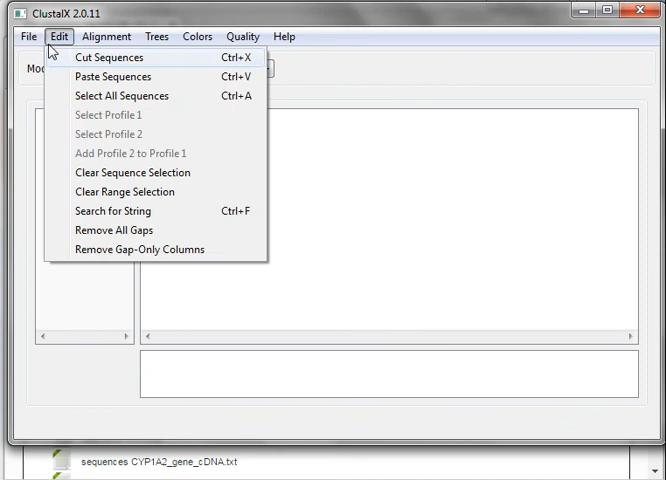 ClustalX 2.0.11
File Edit Alignment Trees Colors Quality Help
Cut Sequences Ctrl+X
Paste Sequences Ctrl+V
Select All Sequences Ctrl+A
Select Profile 1
Select Profile 2
Add Profile 2 to Profile 1
Clear Sequence Selection
Clear Range Selection
Search for String Ctrl+F
Remove All Gaps
Remove Gap-Only Columns
sequences CYP1A2_gene_cDNA.txt